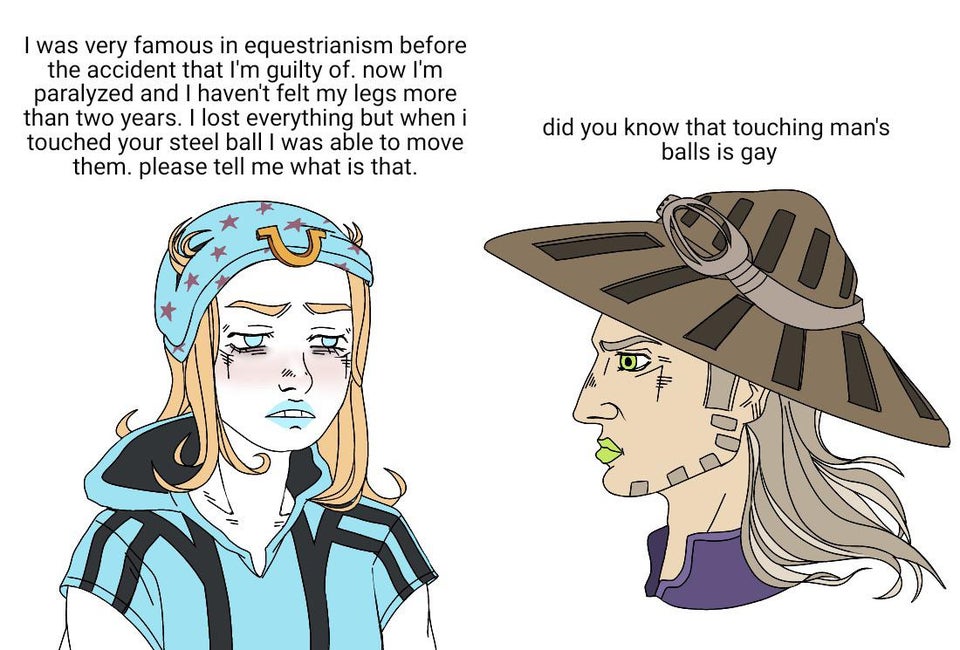 I was very famous in equestrianism before
the accident that I'm guilty of. now I'm
paralyzed and I haven't felt my legs more
than two years. I lost everything but when i
touched your steel ball I was able to move
them. please tell me what is that.
did you know that touching man's
balls is gay